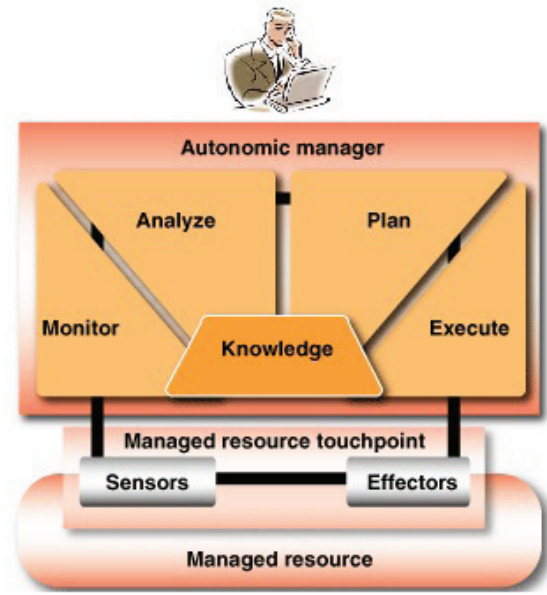 Autonomic manager
Analyze
Plan
Monitor
Execute
Knowledge
Managed resource touchpoint
Sensors
Effectors
Managed resource